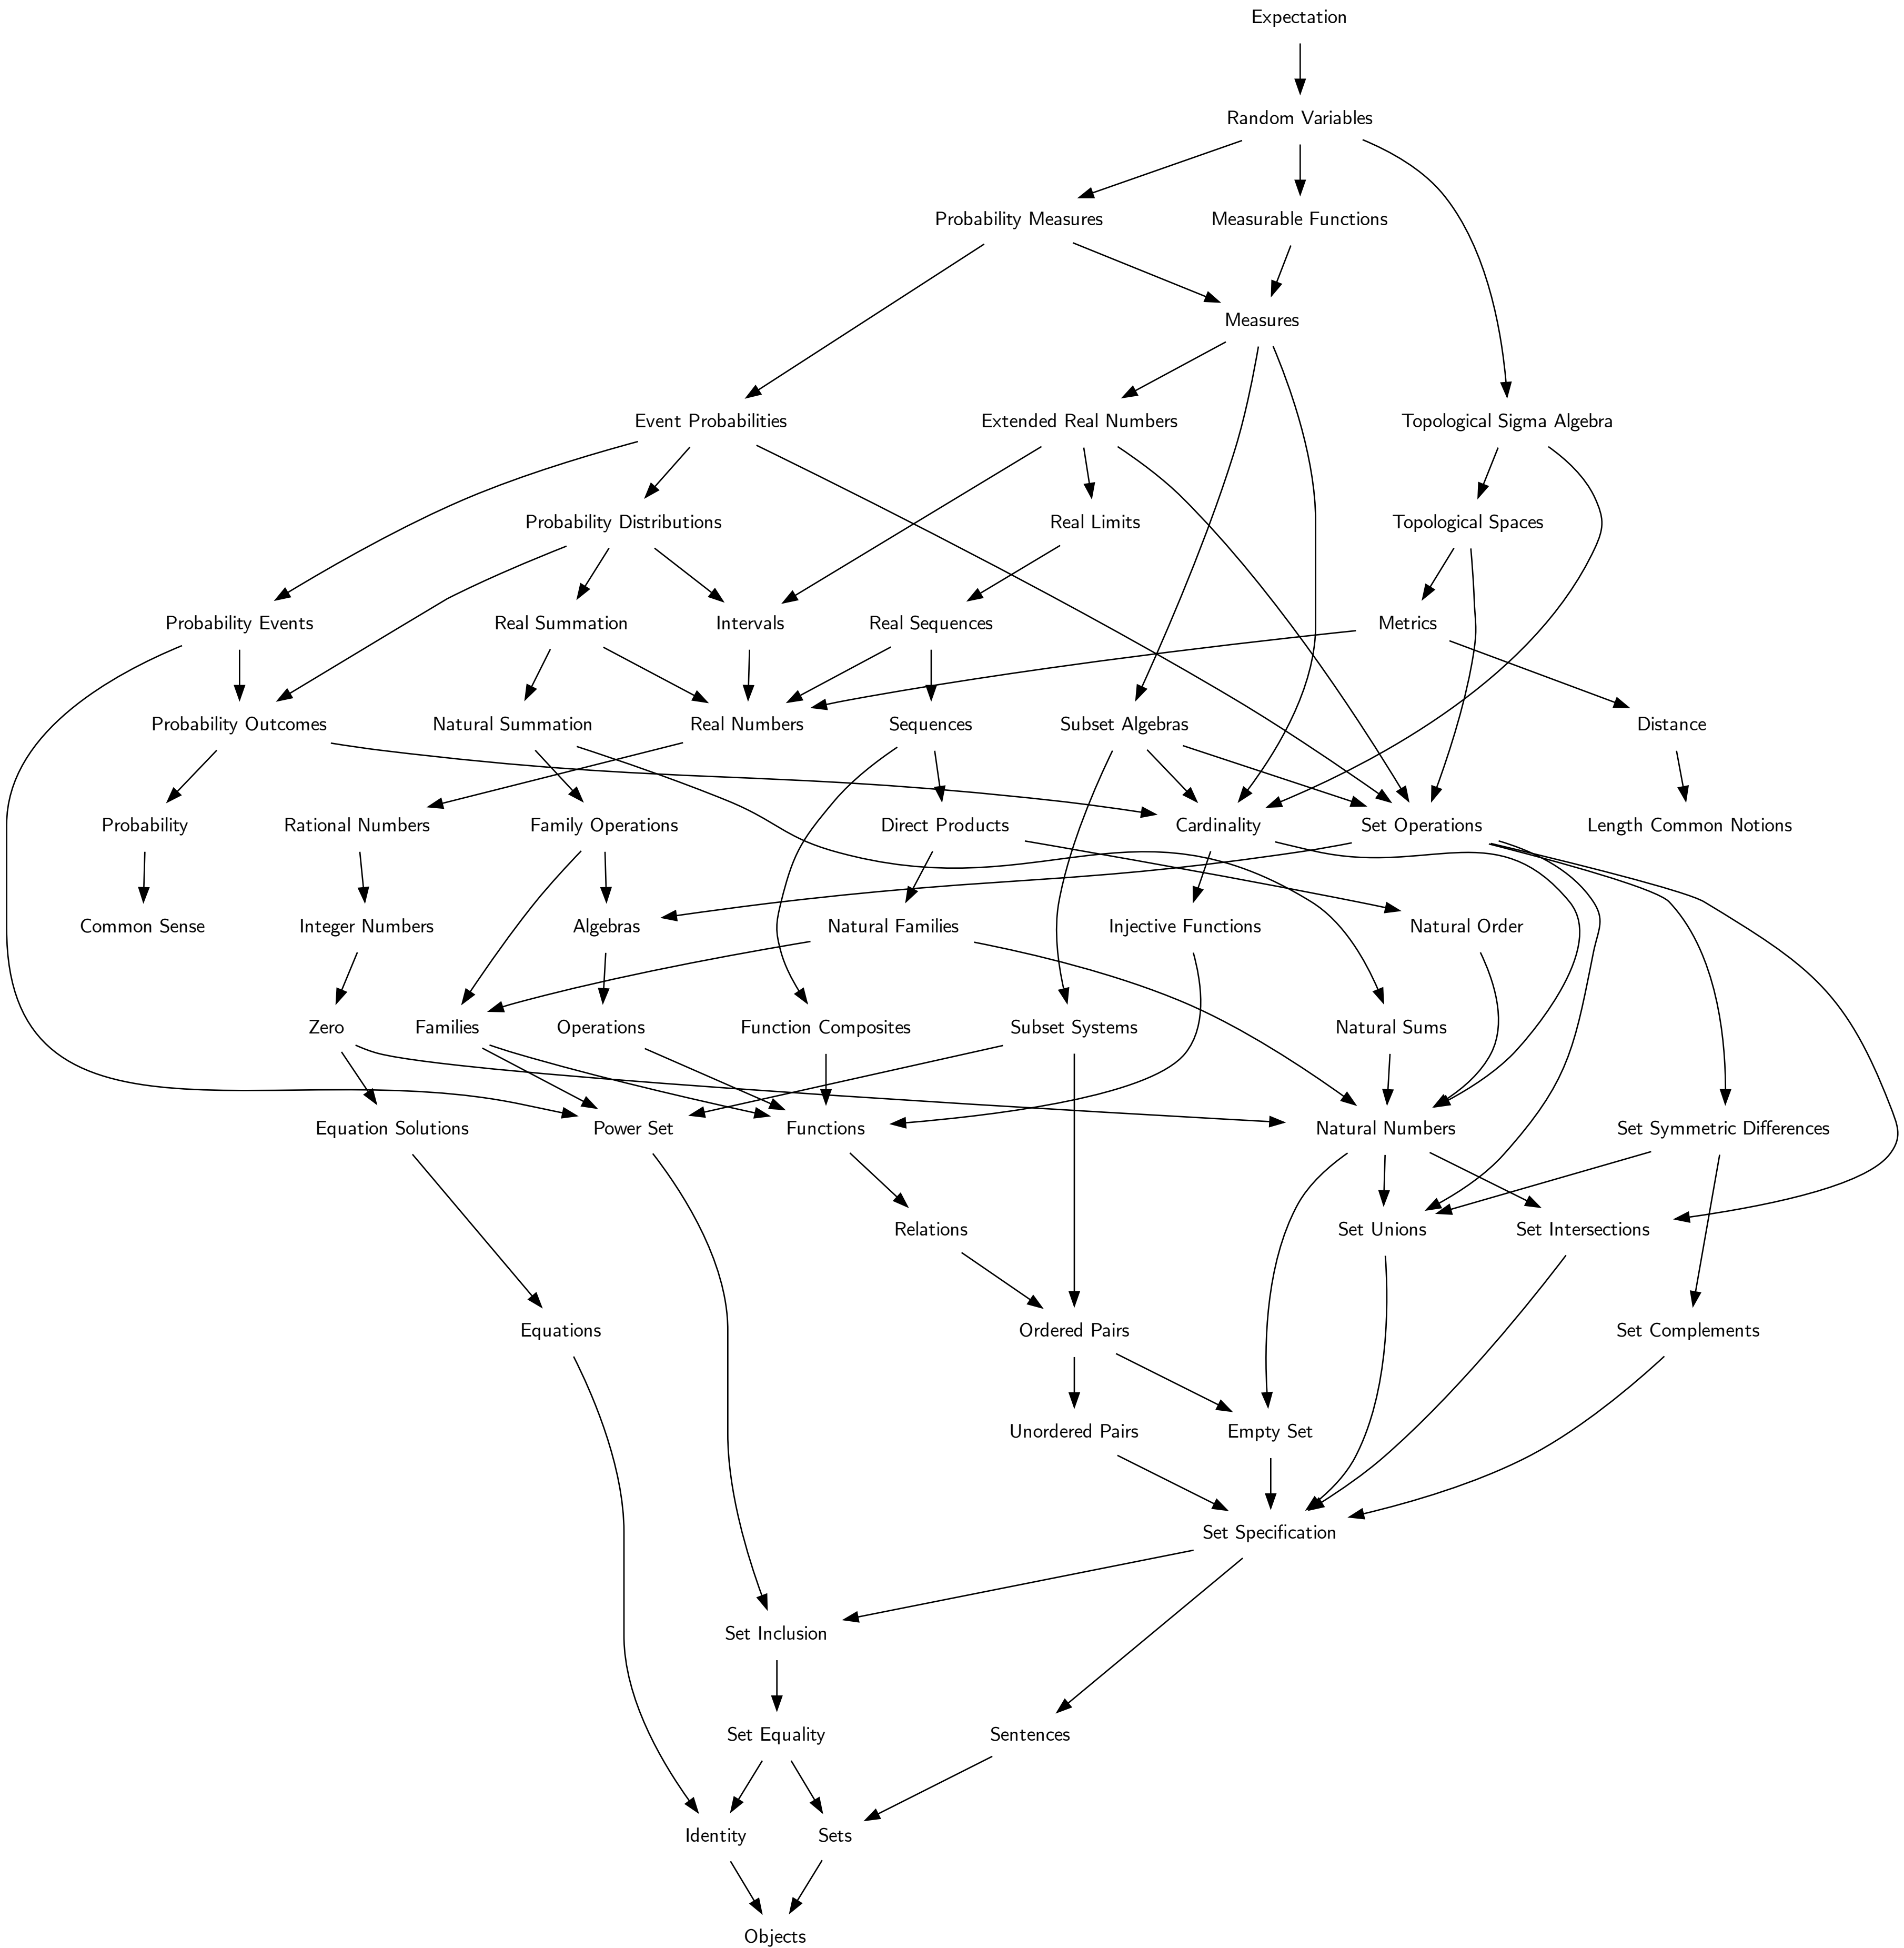 Expectation
Random Variables
Probability Measures
Measurable Functions
Measures
Event Probabilities
Extended Real Numbers
Topological Sigma Algebra
Probability Distributions
Real Limits
Topological Spaces
Probability Events
Real Summation
Intervals
Real Sequences
Metrics
Probability Outcomes
Natural Summation
Real Numbers
Sequences
Subset Algebras
Distance
Probability
Rational Numbers
Family Operations
Direct Products
Cardinality
Set Operations
Length Common Notions
Common Sense
Integer Numbers
Algebras
Natural Families
Injective Functions
Natural Order
Zero
Families
Operations
Function Composites
Subset Systems
Natural Sums
Equation Solutions
Power Set
Functions
Natural Numbers
Set Symmetric Differences
Relations
Set Unions
Set Intersections
Equations
Ordered Pairs
Set Complements
Unordered Pairs
Empty Set
Set Specification
Set Inclusion
Set Equality
Sentences
Identity
Sets
Objects